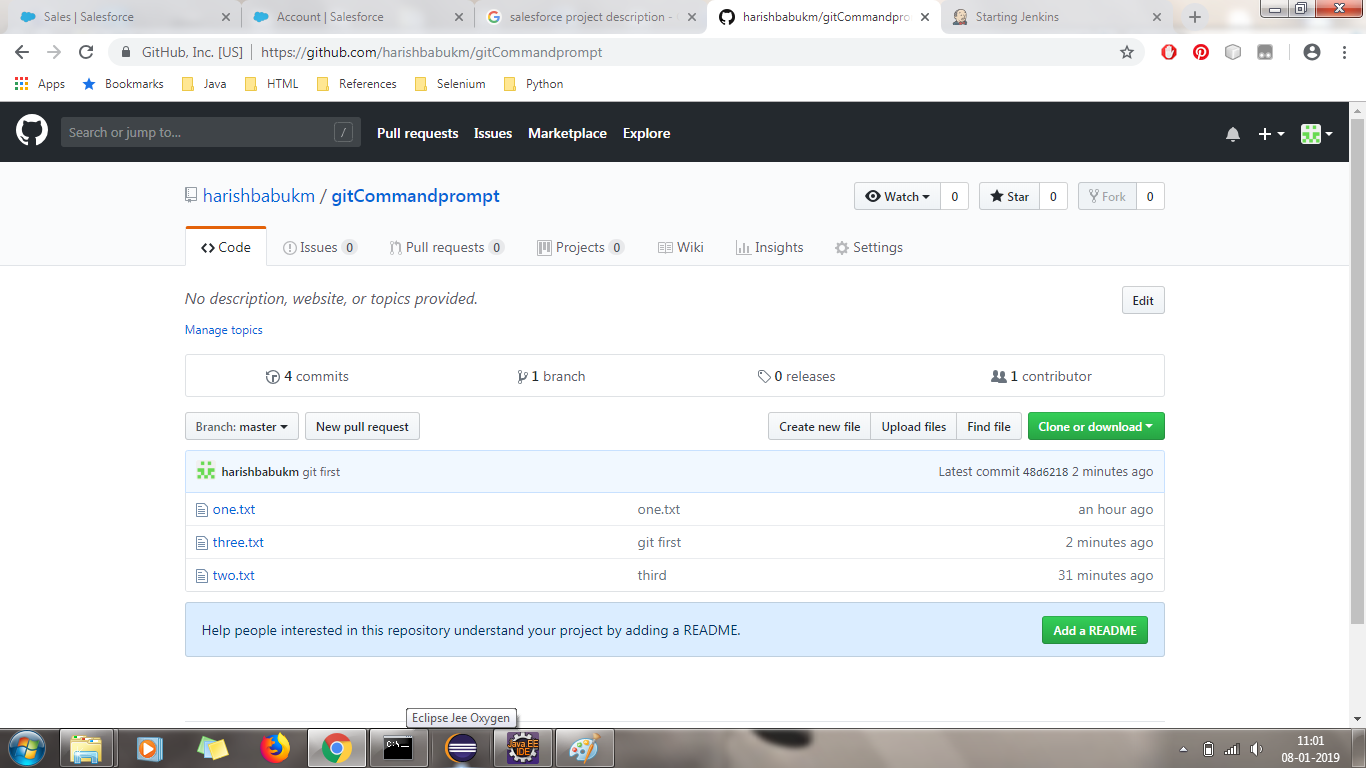 Sales | Salesforce
Account | Salesforce
salesforce project description -
harishbabukm/gitCommandpro
Starting Jenkins
GitHub, Inc. [US] | https://github.com/harishbabukm/gitCommandprompt
Apps Bookmarks Java HTML References Selenium Python
Search or jump to... / Pull requests Issues Marketplace Explore
harishbabukm / gitCommandprompt
Watch 0 Star 0 Fork 0
Code Issues 0 Pull requests 0 Projects 0 Wiki Insights Settings
No description, website, or topics provided.
Edit
Manage topics
4 commits 1 branch 0 releases 1 contributor
Branch: master New pull request Create new file Upload files Find file Clone or download
harishbabukm git first Latest commit 48d6218 2 minutes ago
one.txt one.txt an hour ago
three.txt git first 2 minutes ago
two.txt third 31 minutes ago
Help people interested in this repository understand your project by adding a README.
Add a README
Eclipse Jee Oxygen
C:\.
Java EE
IDE
11:01
08-01-2019